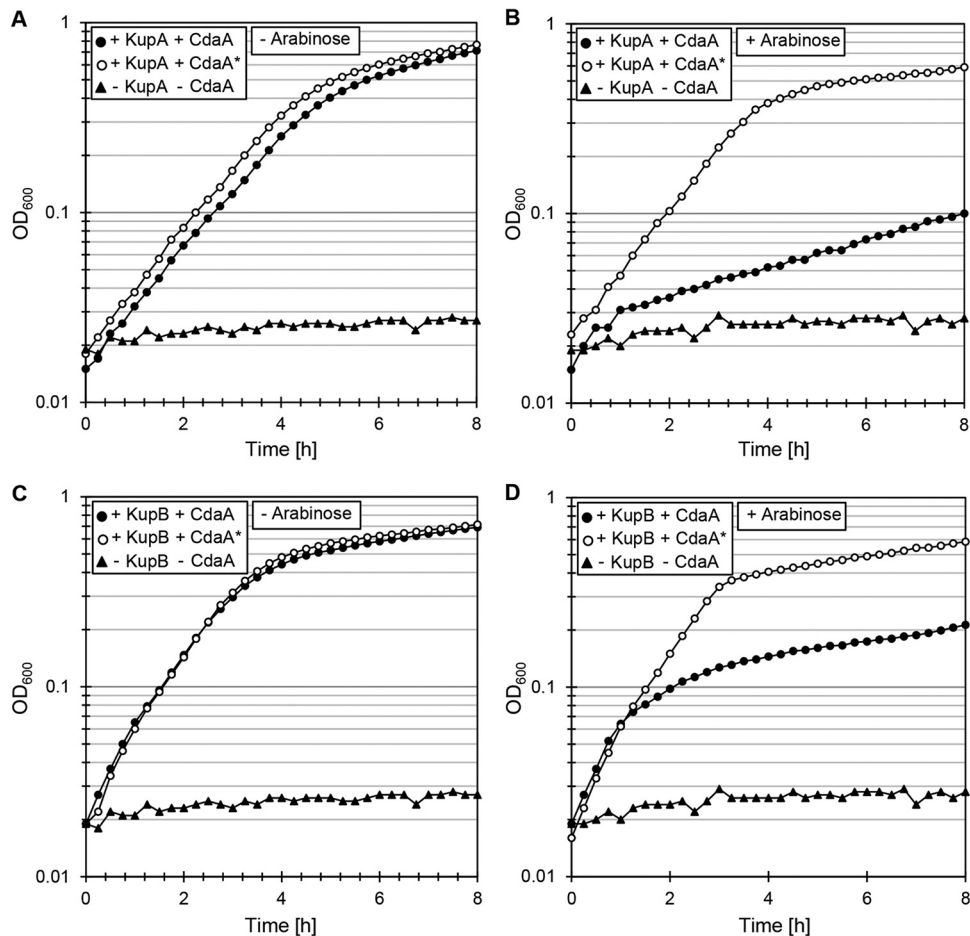 A
+ KupA + CdaA
+ KupA + CdaA*
- KupA - CdaA
- Arabinose
1
0.1
0.01
OD600
0 2 4 6 8
Time [h]
B
+ KupA + CdaA
+ KupA + CdaA*
- KupA - CdaA
+ Arabinose
1
0.1
0.01
OD600
0 2 4 6 8
Time [h]
C
+ KupB + CdaA
+ KupB + CdaA*
- KupB - CdaA
- Arabinose
1
0.1
0.01
OD600
0 2 4 6 8
Time [h]
D
+ KupB + CdaA
+ KupB + CdaA*
- KupB - CdaA
+ Arabinose
1
0.1
0.01
OD600
0 2 4 6 8
Time [h]